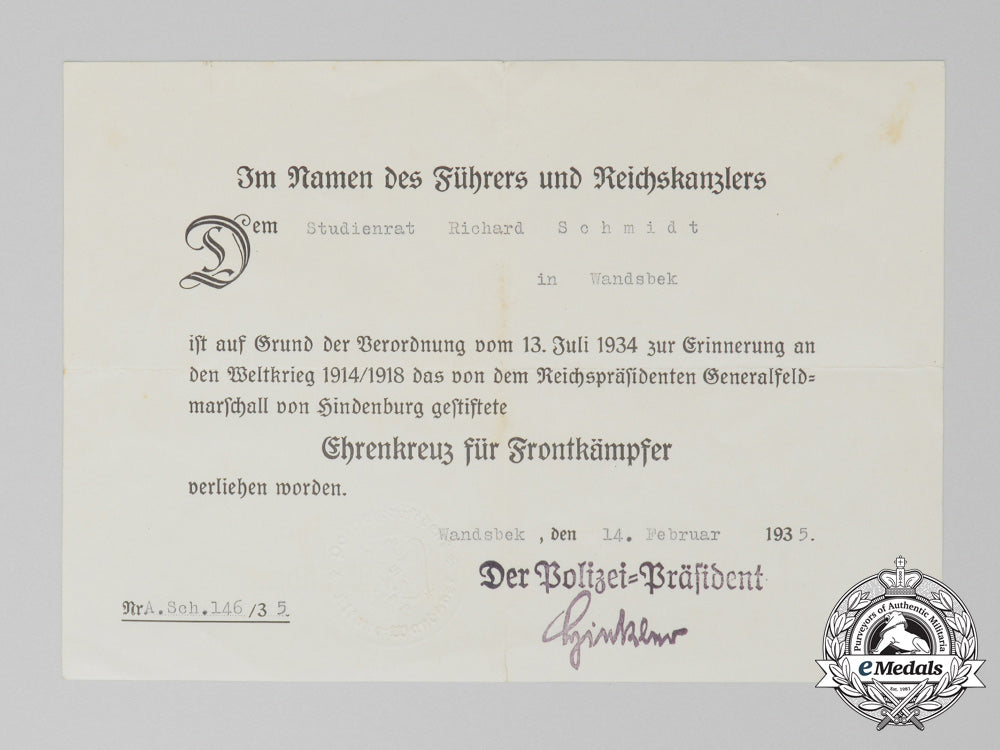 Im Namen des Führers und Reichskanzlers
Dem Studienrat Richard Schmidt
in Wandsbek
ist auf Grund der Verordnung vom 13. Juli 1934 zur Erinnerung an
den Weltkrieg 1914/1918 das von dem Reichspräsidenten Generalfeld=
marschall von Hindenburg gestiftete
Ehrenkreuz für Frontkämpfer
verliehen worden.
Wandsbek, den 14. Februar 1935.
Der Polizei=Präsident
Hinkler
Nr A.Sch.146/35.
Purveyors of Authentic Militaria
eMedals
Est. 1981